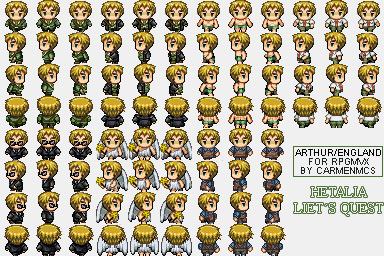 ARTHUR/ENGLAND
FOR RPGMVX
BY CARMENMCS
HETALIA
LIET'S QUEST